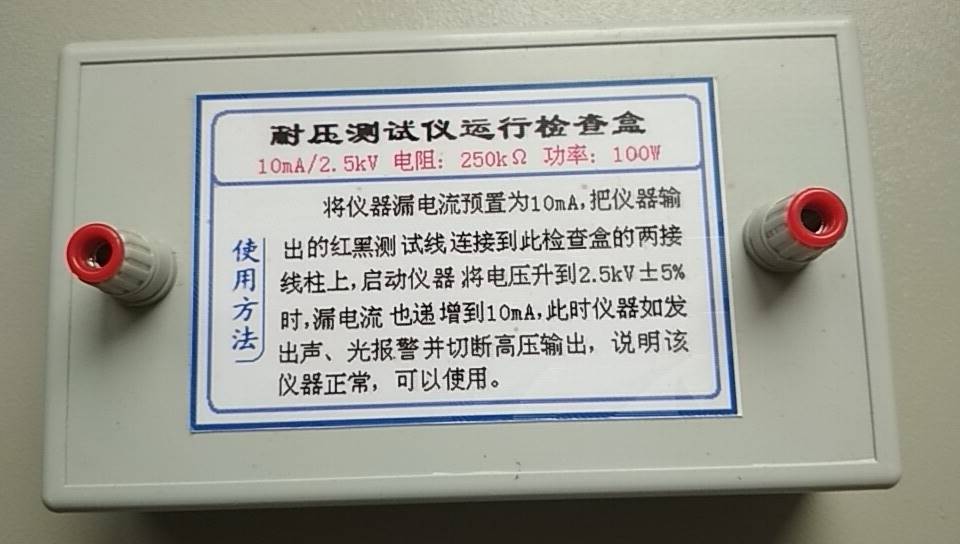 耐压测试仪运行检查盒
10mA/2.5kV 电阻：250kΩ 功率：100W
使用方法
将仪器漏电流预置为10mA，把仪器输
出的红黑测试线连接到此检查盒的两接
线柱上，启动仪器将电压升到2.5kV±5%
时，漏电流也递增到10mA，此时仪器如发
出声、光报警并切断高压输出，说明该
仪器正常，可以使用。